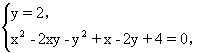 y = 2,
x² - 2xy - y² + x - 2y + 4 = 0,